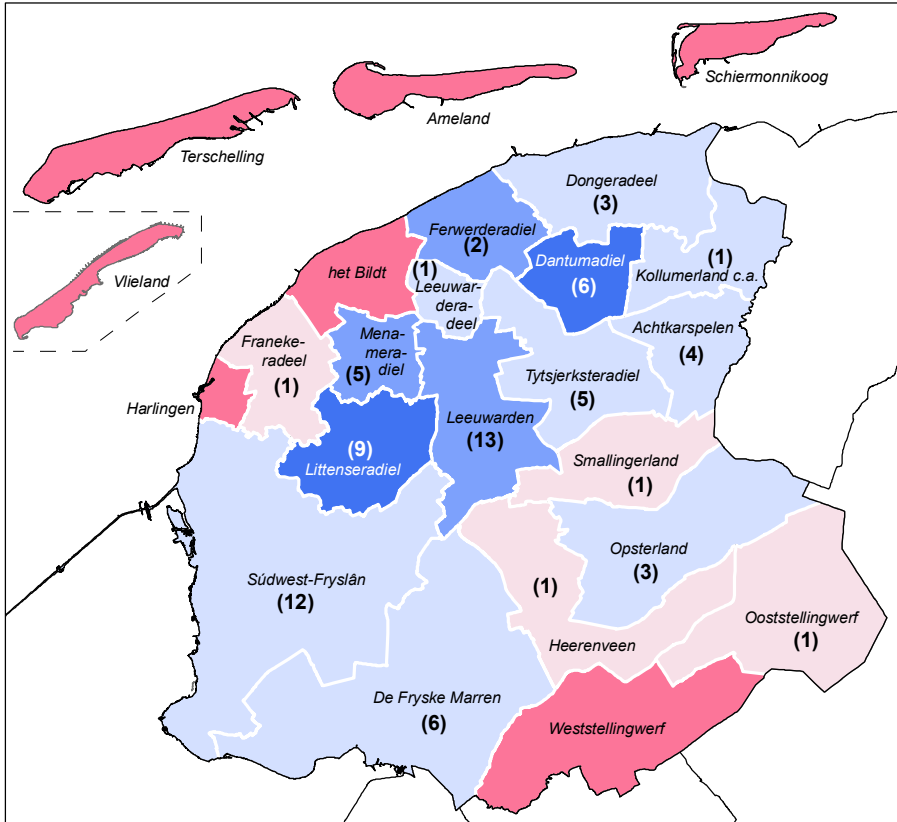 Schiermonnikoog
Ameland
Terschelling
Vlieland
Dongeradeel
(3)
Ferwerderadiel
(2)
Dantumadiel
(6)
(1)
Kollumerland c.a.
het Bildt
(1)
Leeuwar-
dera-
deel
Achtkarspelen
(4)
Franeke-
radeel
(1)
Mena-
mera-
diel
(5)
Tytsjerksteradiel
(5)
Harlingen
Leeuwarden
(13)
(9)
Littenseradiel
Smallingerland
(1)
Opsterland
(3)
Súdwest-Fryslân
(12)
(1)
Heerenveen
Ooststellingwerf
(1)
De Fryske Marren
(6)
Weststellingwerf